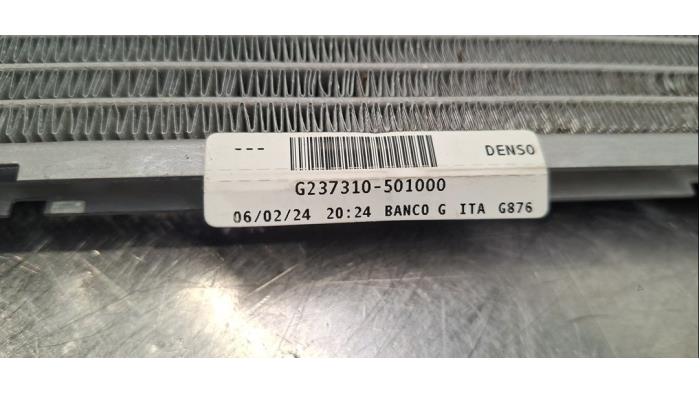 --- DENSO
G237310-501000
06/02/24 20:24 BANCO G ITA G876